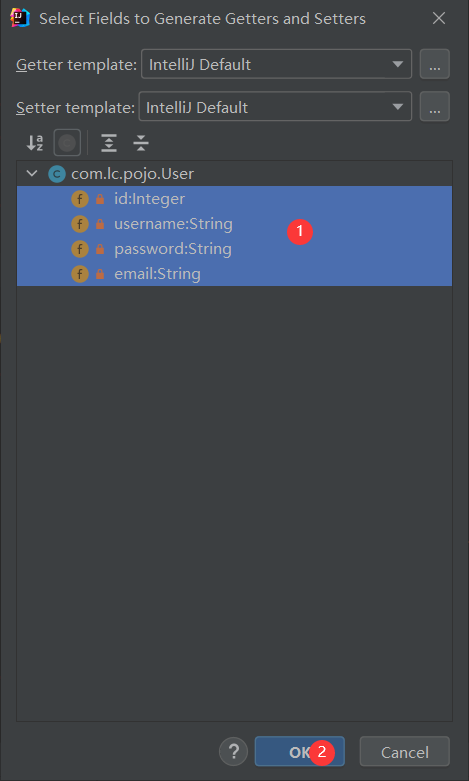 Select Fields to Generate Getters and Setters
Getter template: IntelliJ Default ...
Setter template: IntelliJ Default ...
com.lc.pojo.User
id:Integer
username:String
1
password:String
email:String
? OK 2 Cancel